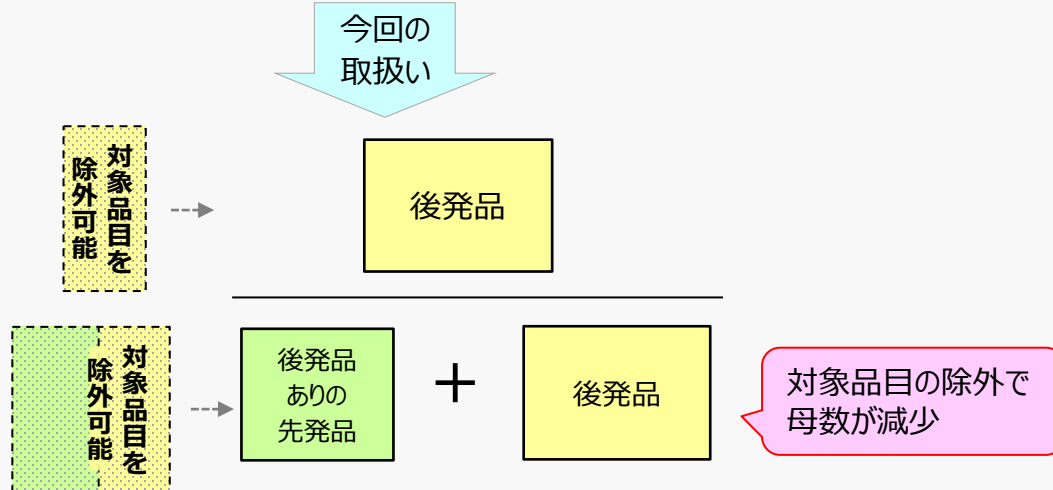 今回の
取扱い
対象品目を
除外可能
後発品
対象品目を
除外可能
後発品
ありの
先発品
+
後発品
対象品目の除外で
母数が減少